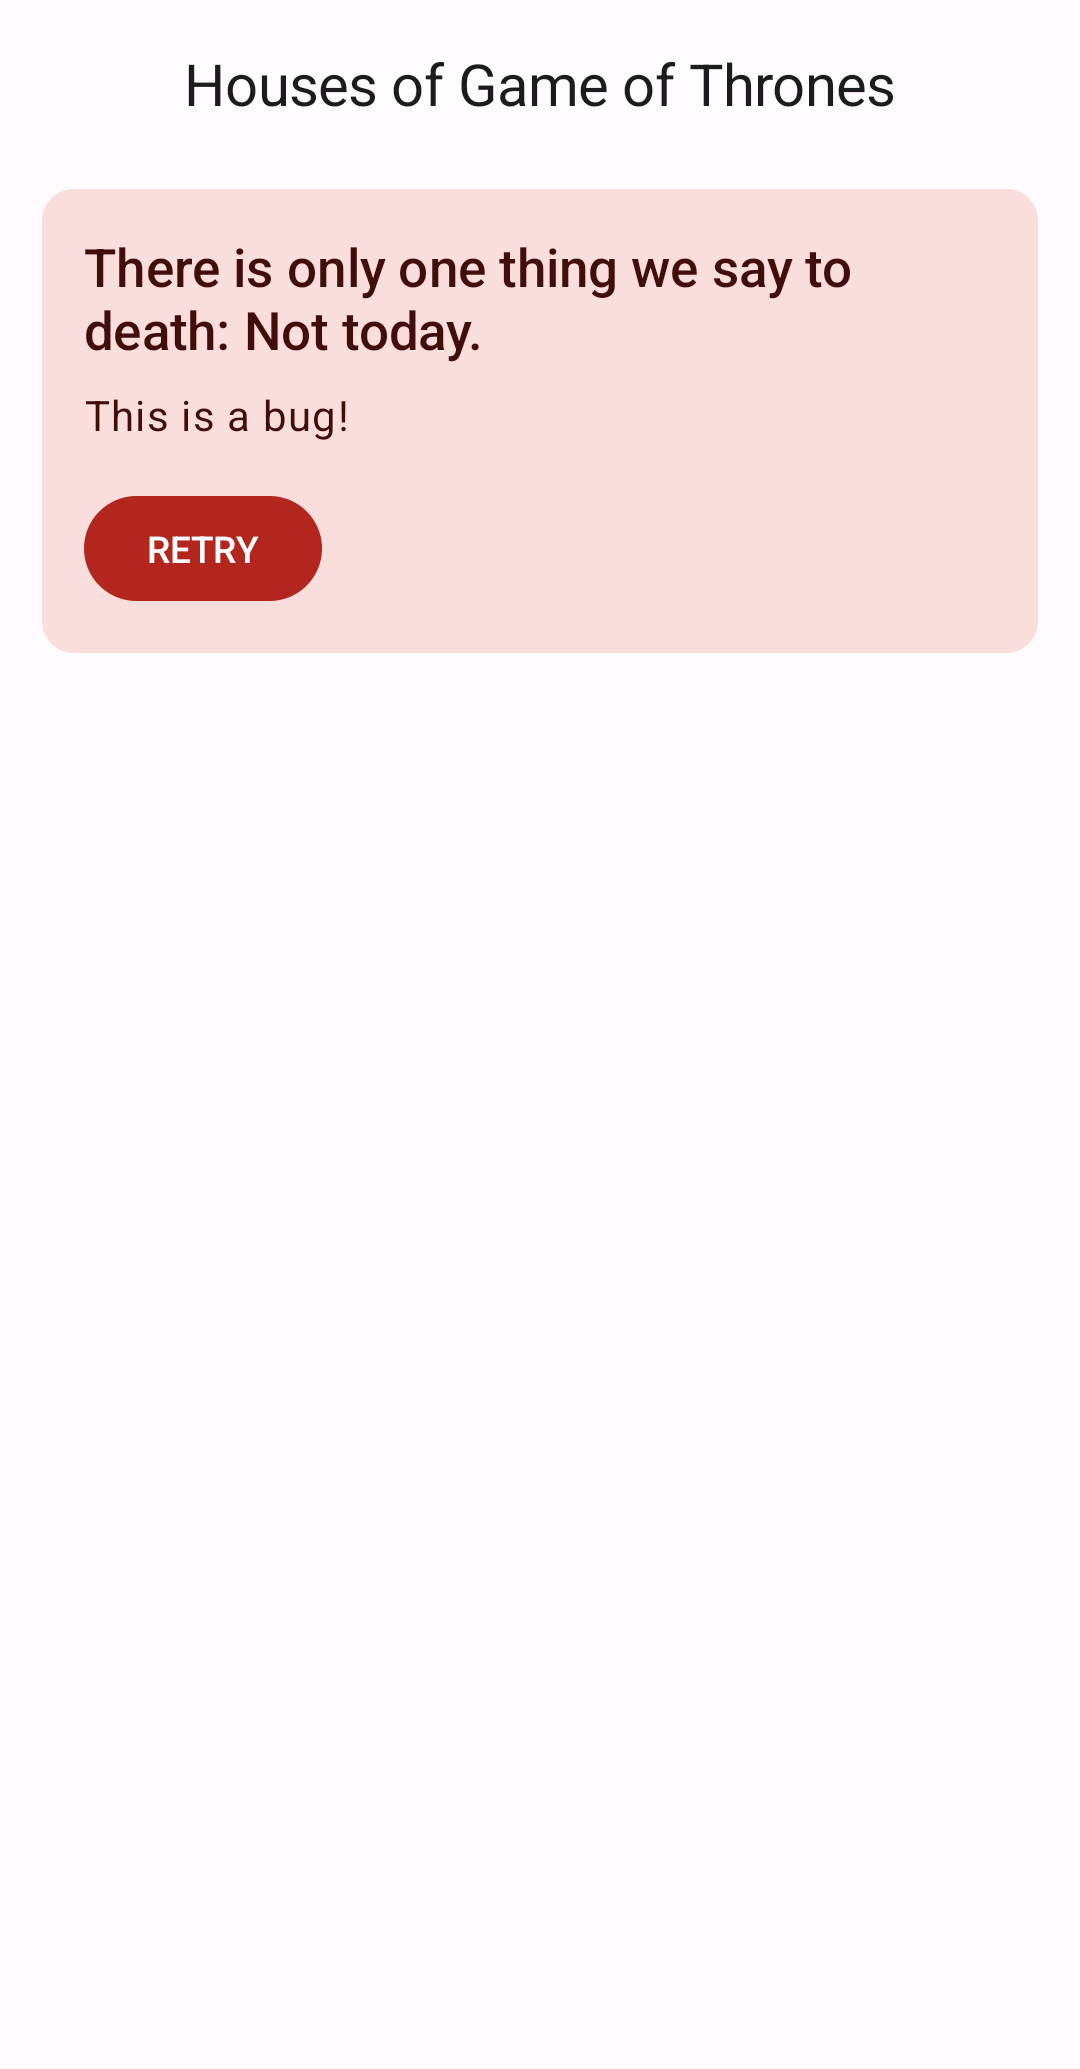 Houses of Game of Thrones
There is only one thing we say to
death: Not today.
This is a bug!
RETRY